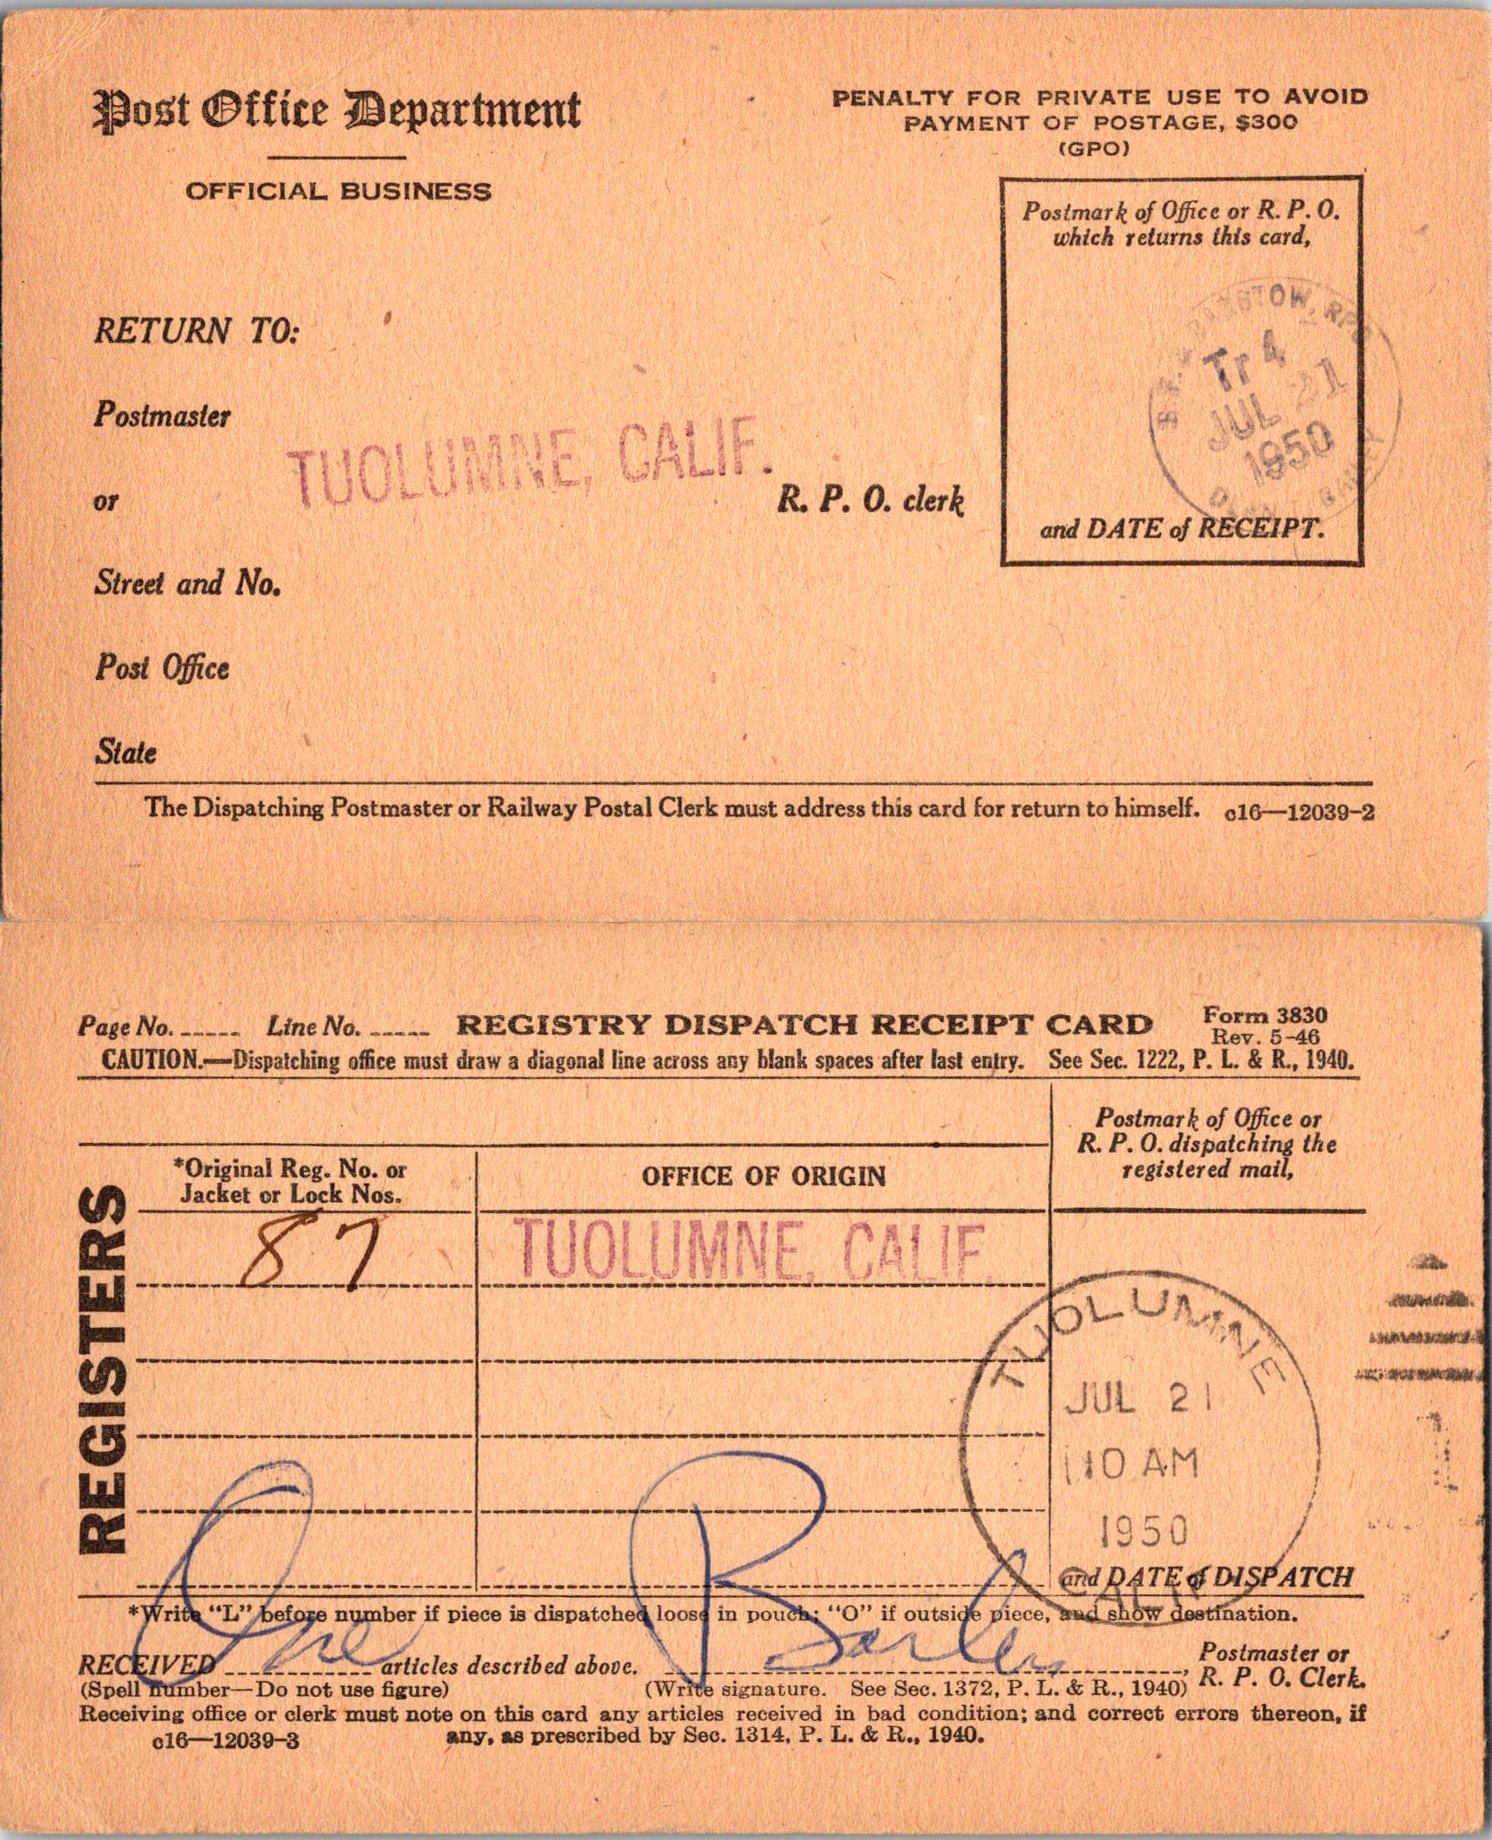 Post Office Department
OFFICIAL BUSINESS
PENALTY FOR PRIVATE USE TO AVOID
PAYMENT OF POSTAGE, $300
(GPO)
Postmark of Office or R. P. O.
which returns this card,
BARSTOW, RPO
Tr 4
JUL 21
1950
and DATE of RECEIPT.
RETURN TO:
Postmaster
TUOLUMNE, CALIF.
or
R. P. O. clerk
Street and No.
Post Office
State
The Dispatching Postmaster or Railway Postal Clerk must address this card for return to himself. c16—12039-2
Page No. Line No. REGISTRY DISPATCH RECEIPT CARD
Form 3830
Rev. 5-46
CAUTION.—Dispatching office must draw a diagonal line across any blank spaces after last entry. See Sec. 1222, P. L. & R., 1940.
Postmark of Office or
R. P. O. dispatching the
registered mail,
REGISTERS
*Original Reg. No. or
Jacket or Lock Nos.
OFFICE OF ORIGIN
87
TUOLUMNE, CALIF.
TUOLUMNE
JUL 21
10 AM
1950
CALIF
and DATE of DISPATCH
*Write "L" before number if piece is dispatched loose in pouch; "O" if outside piece, and show destination.
RECEIVED One articles described above.
Postmaster or
R. P. O. Clerk.
(Spell number—Do not use figure) (Write signature. See Sec. 1372, P. L. & R., 1940)
Receiving office or clerk must note on this card any articles received in bad condition; and correct errors thereon, if
any, as prescribed by Sec. 1314, P. L. & R., 1940.
c16—12039-3